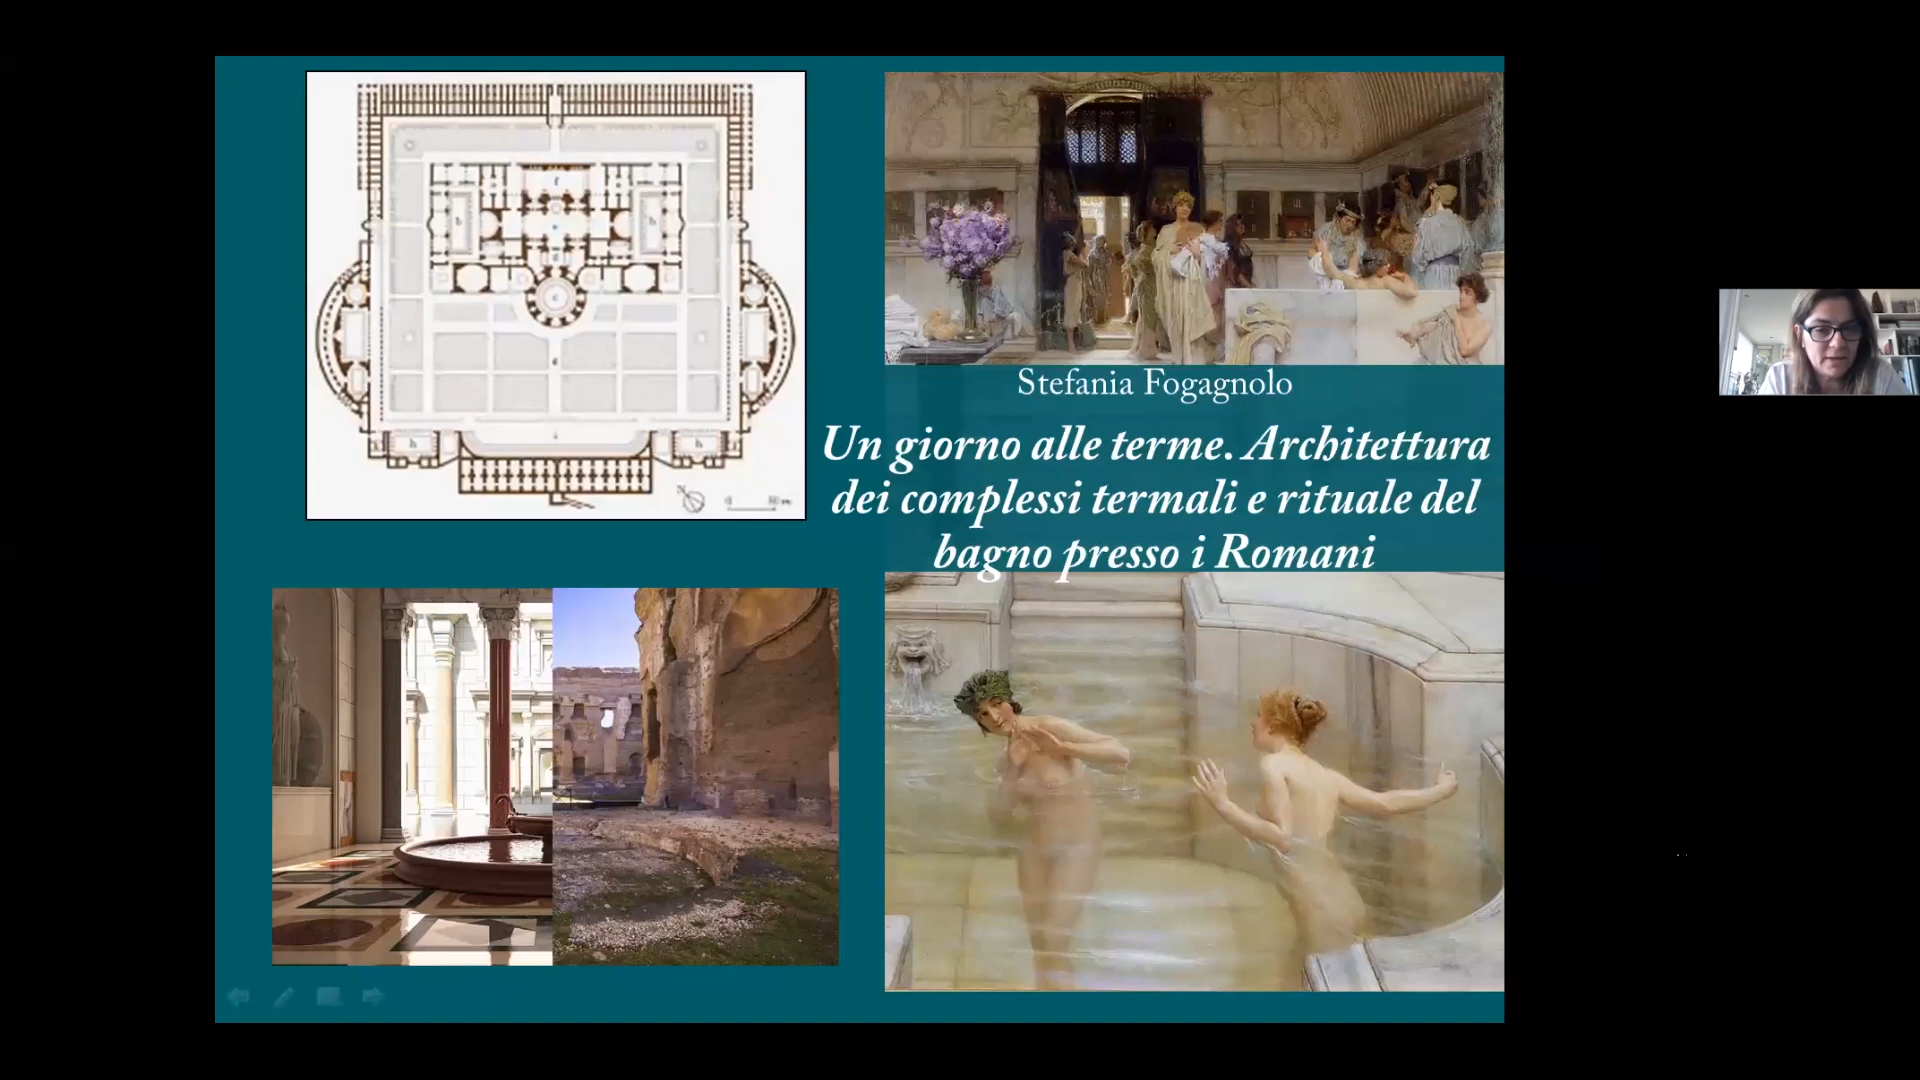 Stefania Fogagnolo
Un giorno alle terme. Architettura
dei complessi termali e rituale del
bagno presso i Romani